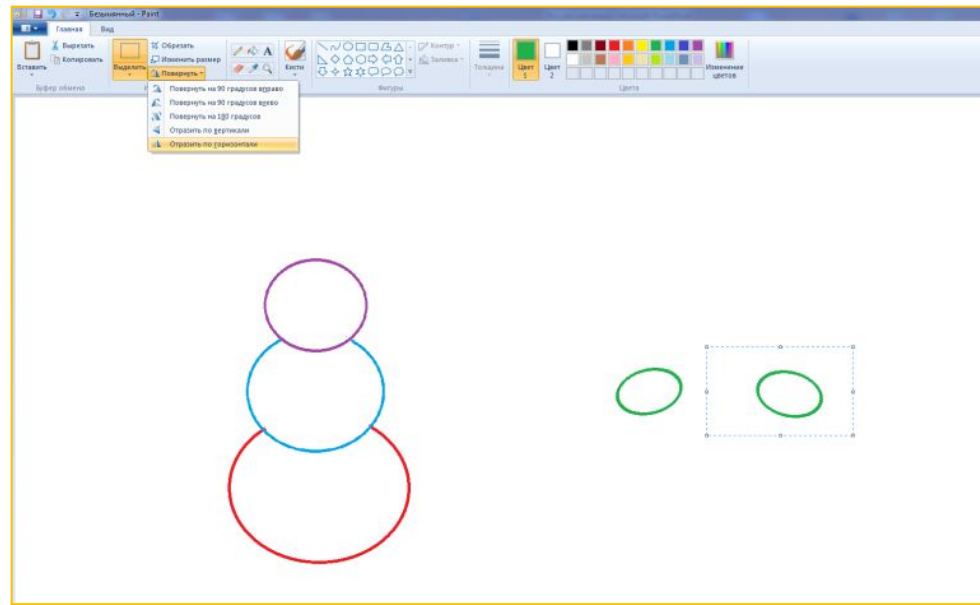 Безымянный - Paint
Главная Вид
Вставить
Вырезать
Копировать
Буфер обмена
Выделить
Обрезать
Изменить размер
Повернуть
Кисти
Контур
Заливка
Фигуры
Толщина
Цвет 1
Цвет 2
Изменение цветов
Цвета
Повернуть на 90 градусов вправо
Повернуть на 90 градусов влево
Повернуть на 180 градусов
Отразить по вертикали
Отразить по горизонтали